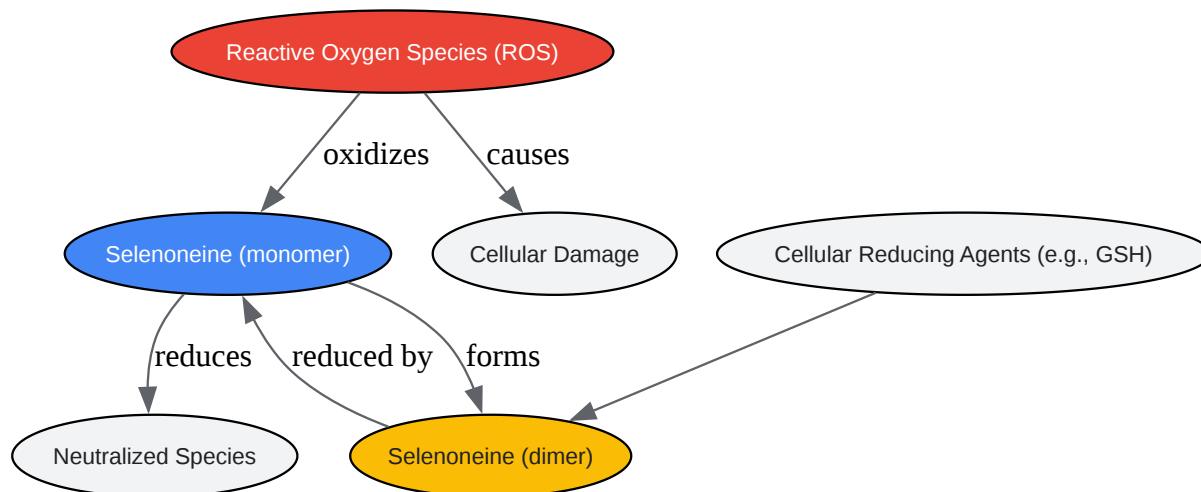 Reactive Oxygen Species (ROS)
oxidizes
causes
Selenoneine (monomer)
Cellular Damage
Cellular Reducing Agents (e.g., GSH)
reduces
reduced by
forms
Neutralized Species
Selenoneine (dimer)